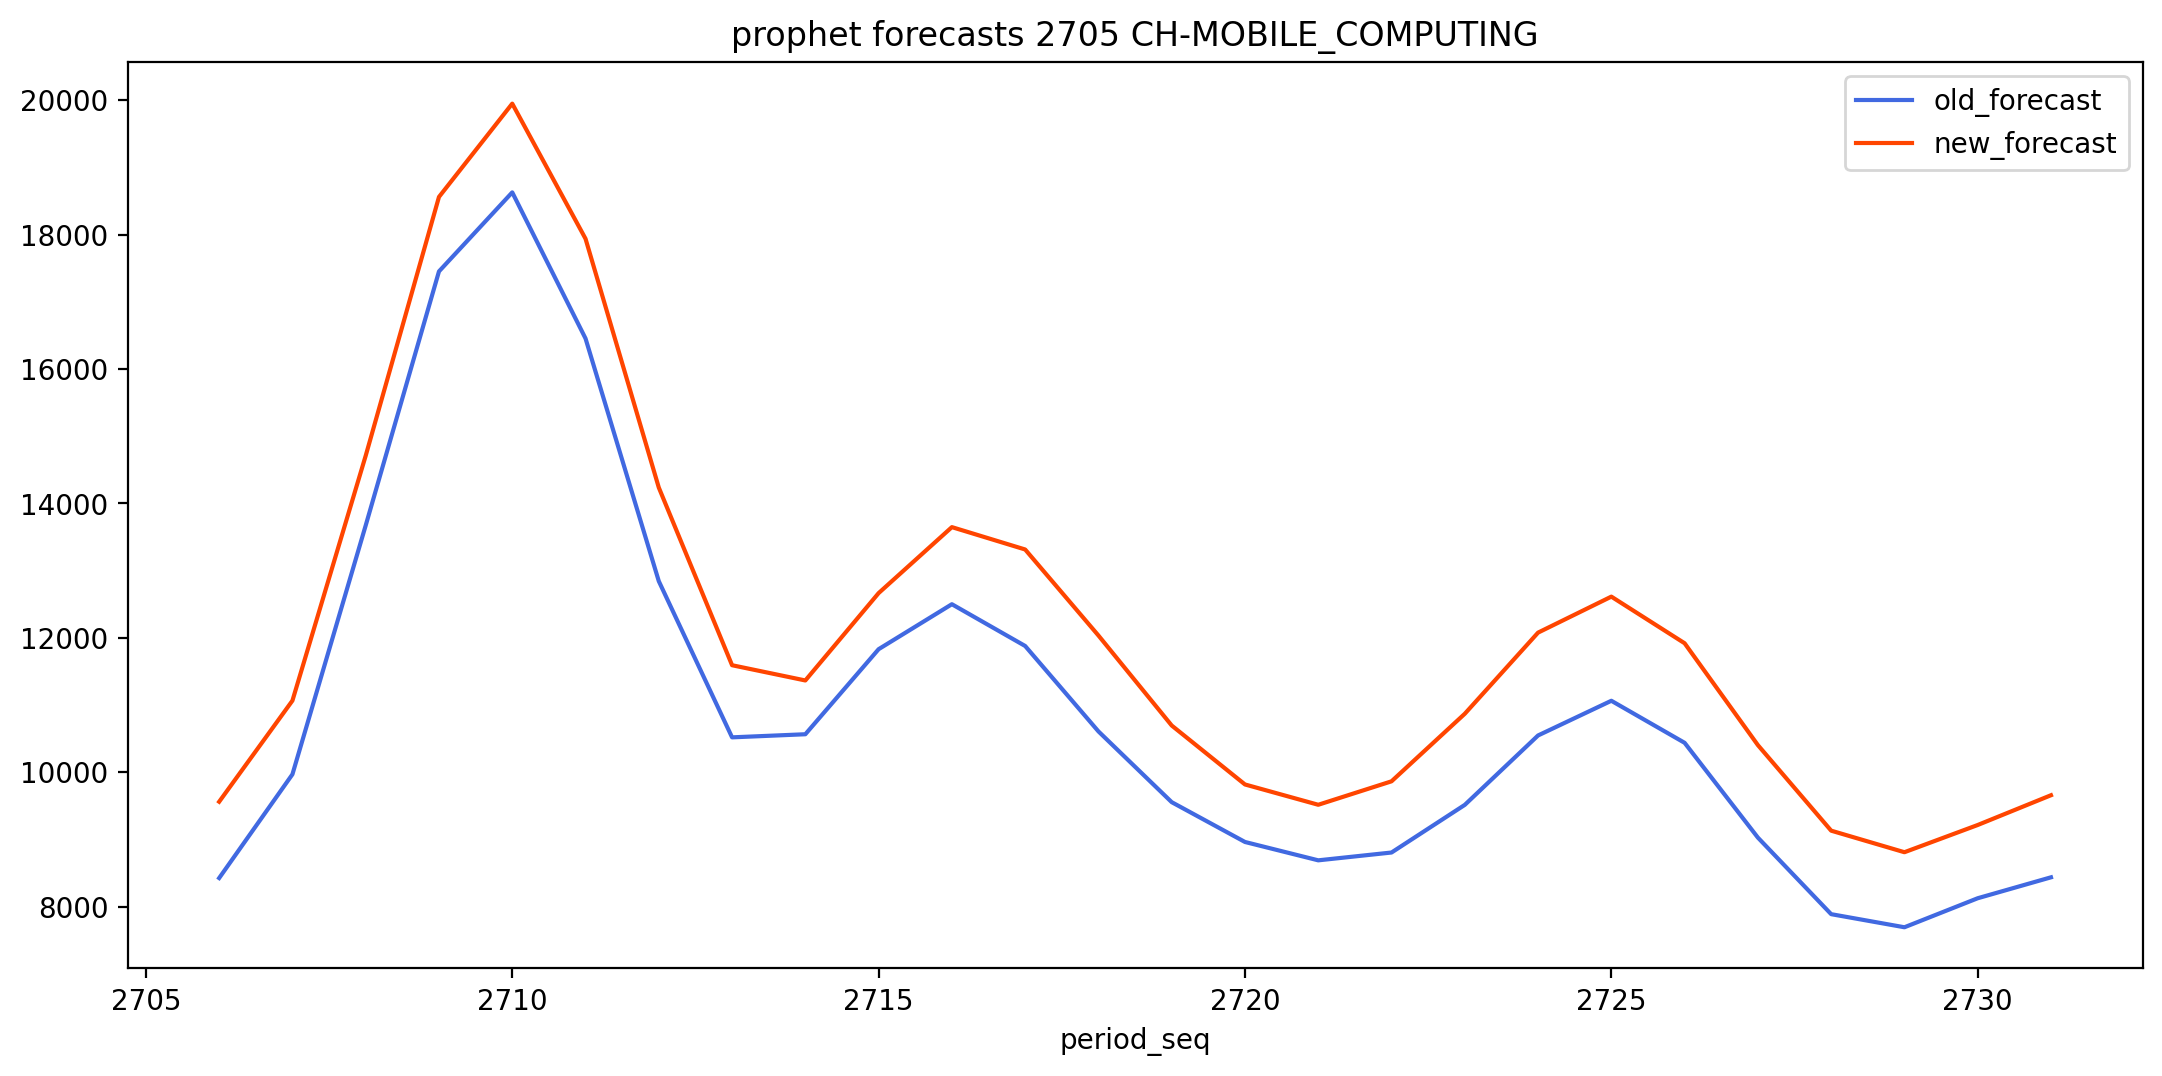 prophet forecasts 2705 CH-MOBILE_COMPUTING
old_forecast
new_forecast
20000
18000
16000
14000
12000
10000
8000
2705 2710 2715 2720 2725 2730
period_seq